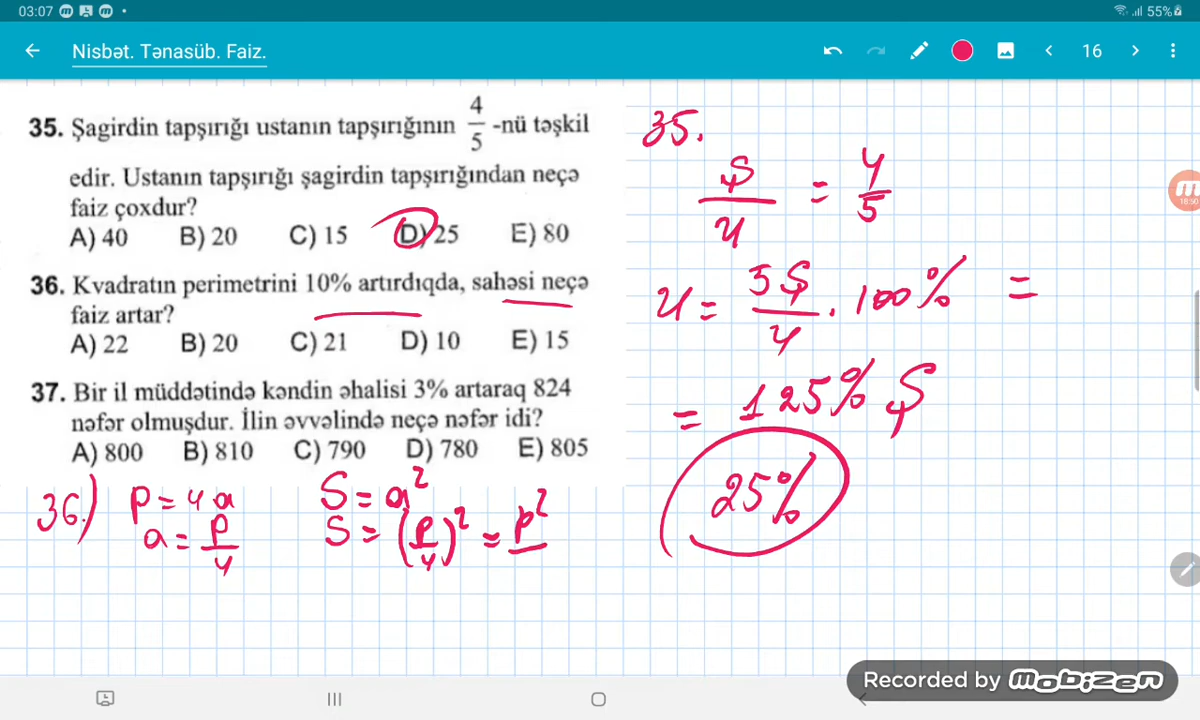 03:07
55%
Nisbət. Tənasüb. Faiz.
16
35. Şagirdin tapşırığı ustanın tapşırığının 4/5 -nü təşkil
edir. Ustanın tapşırığı şagirdin tapşırığından neçə
faiz çoxdur?
A) 40 B) 20 C) 15 D) 25 E) 80
36. Kvadratın perimetrini 10% artırdıqda, sahəsi neçə
faiz artar?
A) 22 B) 20 C) 21 D) 10 E) 15
37. Bir il müddətində kəndin əhalisi 3% artaraq 824
nəfər olmuşdur. İlin əvvəlində neçə nəfər idi?
A) 800 B) 810 C) 790 D) 780 E) 805
36.) P = 4a S = a²
a = P/4 S = (P/4)² = P²
35.
Ş/U = 4/5
U = 5Ş/4 . 100% =
= 125% Ş
25%
18:50
Recorded by Mobizen